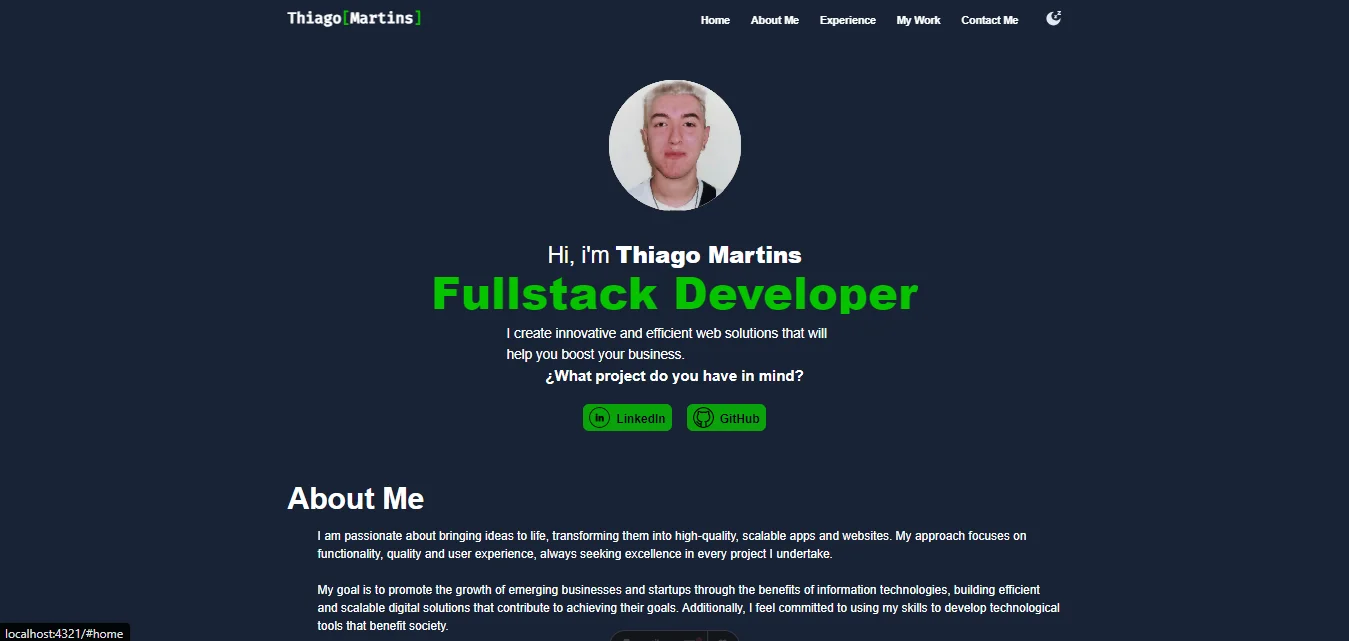 Thiago[Martins]
Home About Me Experience My Work Contact Me
Hi, i'm Thiago Martins
Fullstack Developer
I create innovative and efficient web solutions that will
help you boost your business.
¿What project do you have in mind?
in LinkedIn GitHub
About Me
I am passionate about bringing ideas to life, transforming them into high-quality, scalable apps and websites. My approach focuses on
functionality, quality and user experience, always seeking excellence in every project I undertake.
My goal is to promote the growth of emerging businesses and startups through the benefits of information technologies, building efficient
and scalable digital solutions that contribute to achieving their goals. Additionally, I feel committed to using my skills to develop technological
tools that benefit society.
localhost:4321/#home